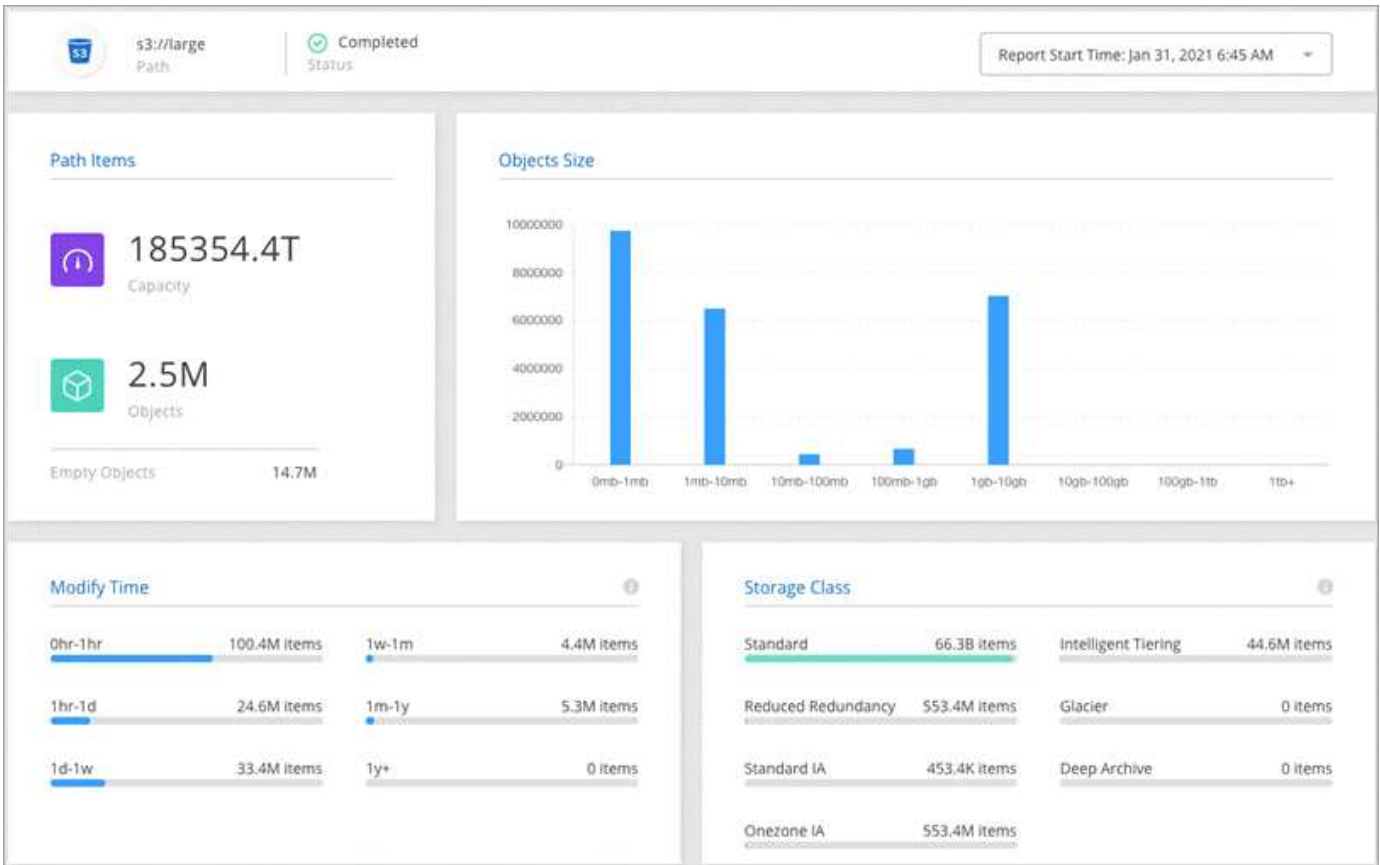 S3
s3://large
Path
Completed
Status
Report Start Time: Jan 31, 2021 6:45 AM
Path Items
185354.4T
Capacity
2.5M
Objects
Empty Objects 14.7M
Objects Size
10000000
8000000
6000000
4000000
2000000
0
0mb-1mb 1mb-10mb 10mb-100mb 100mb-1gb 1gb-10gb 10gb-100gb 100gb-1tb 1tb+
Modify Time
0hr-1hr 100.4M items 1w-1m 4.4M items
1hr-1d 24.6M items 1m-1y 5.3M items
1d-1w 33.4M items 1y+ 0 items
Storage Class
Standard 66.3B items Intelligent Tiering 44.6M items
Reduced Redundancy 553.4M items Glacier 0 items
Standard IA 453.4K items Deep Archive 0 items
Onezone IA 553.4M items